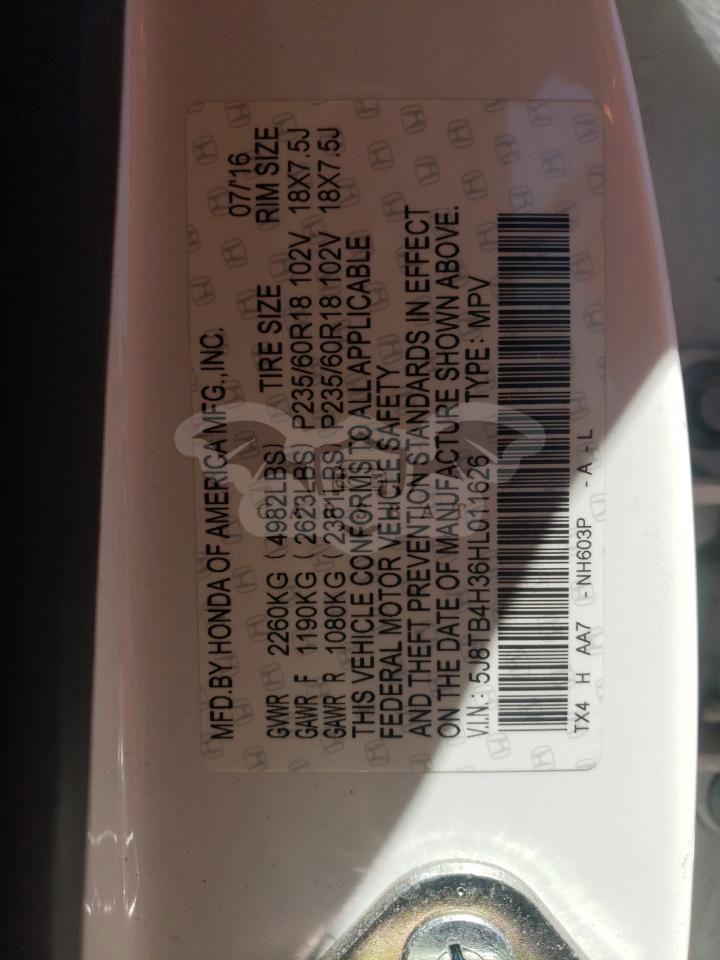 MFD.BY HONDA OF AMERICA MFG.,INC. 07/'16
GVWR 2260KG ( 4982LBS) TIRE SIZE RIM SIZE
GAWR F 1190KG ( 2623LBS) P235/60R18 102V 18X7.5J
GAWR R 1080KG 2381LBS) P235/60R18 102V 18X7.5J
THIS VEHICLE CONFORMS TO ALL APPLICABLE
FEDERAL MOTOR VEHICLE SAFETY
AND THEFT PREVENTION STANDARDS IN EFFECT
ON THE DATE OF MANUFACTURE SHOWN ABOVE.
V.I.N.: 5J8TB4H36HL011626 TYPE: MPV
TX4 H AA7 - NH603P - A - L